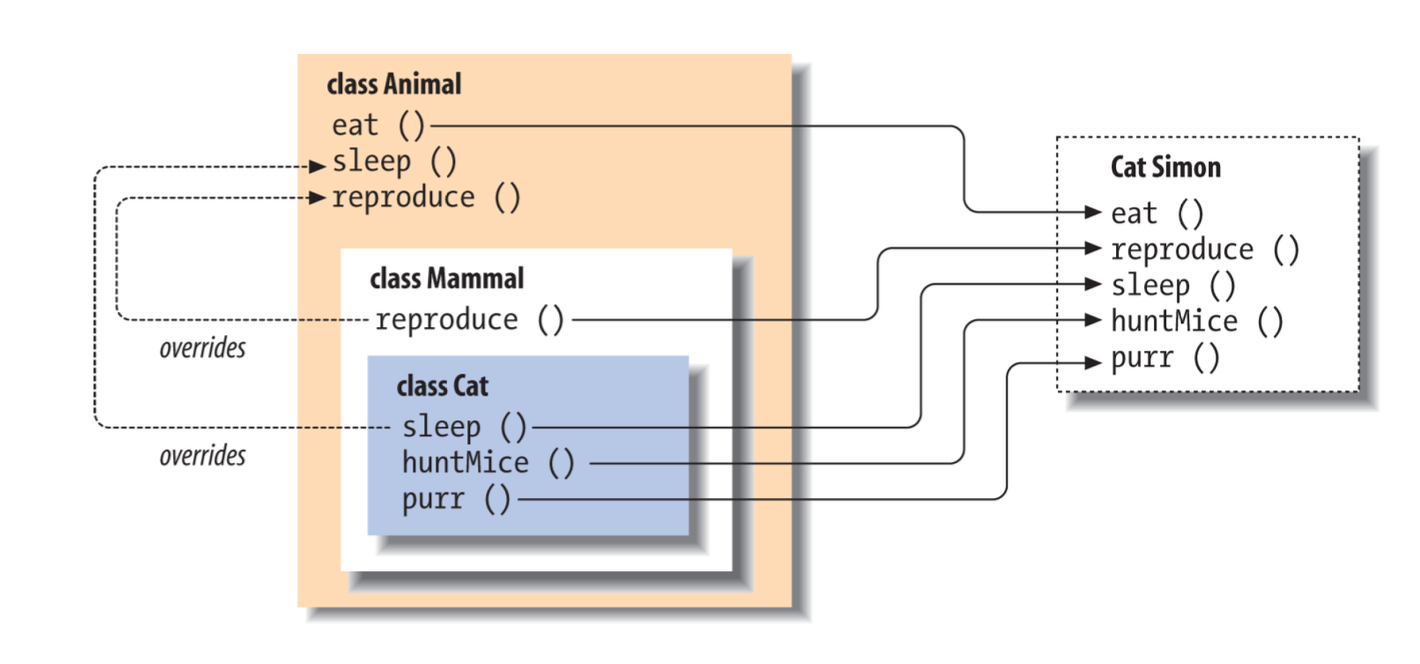 class Animal
eat ()
sleep ()
reproduce ()
class Mammal
reproduce ()
overrides
class Cat
sleep ()
overrides
huntMice ()
purr ()
Cat Simon
eat ()
reproduce ()
sleep ()
huntMice ()
purr ()